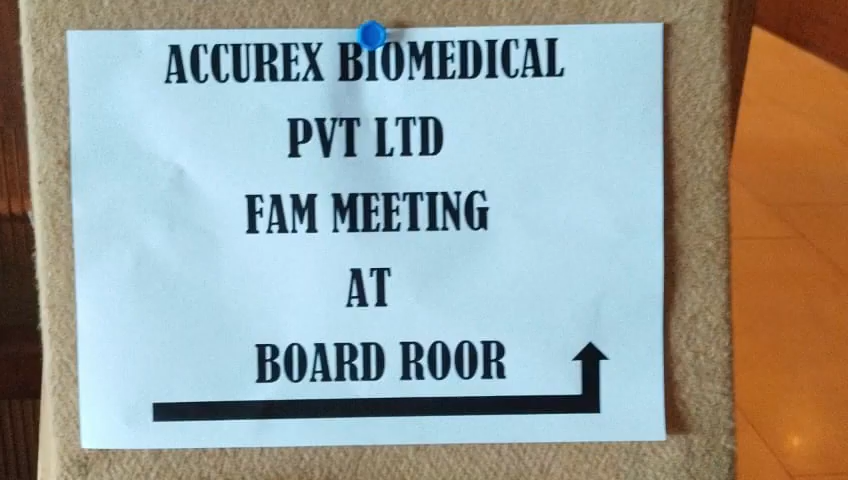 ACCUREX BIOMEDICAL
PVT LTD
FAM MEETING
AT
BOARD ROOR